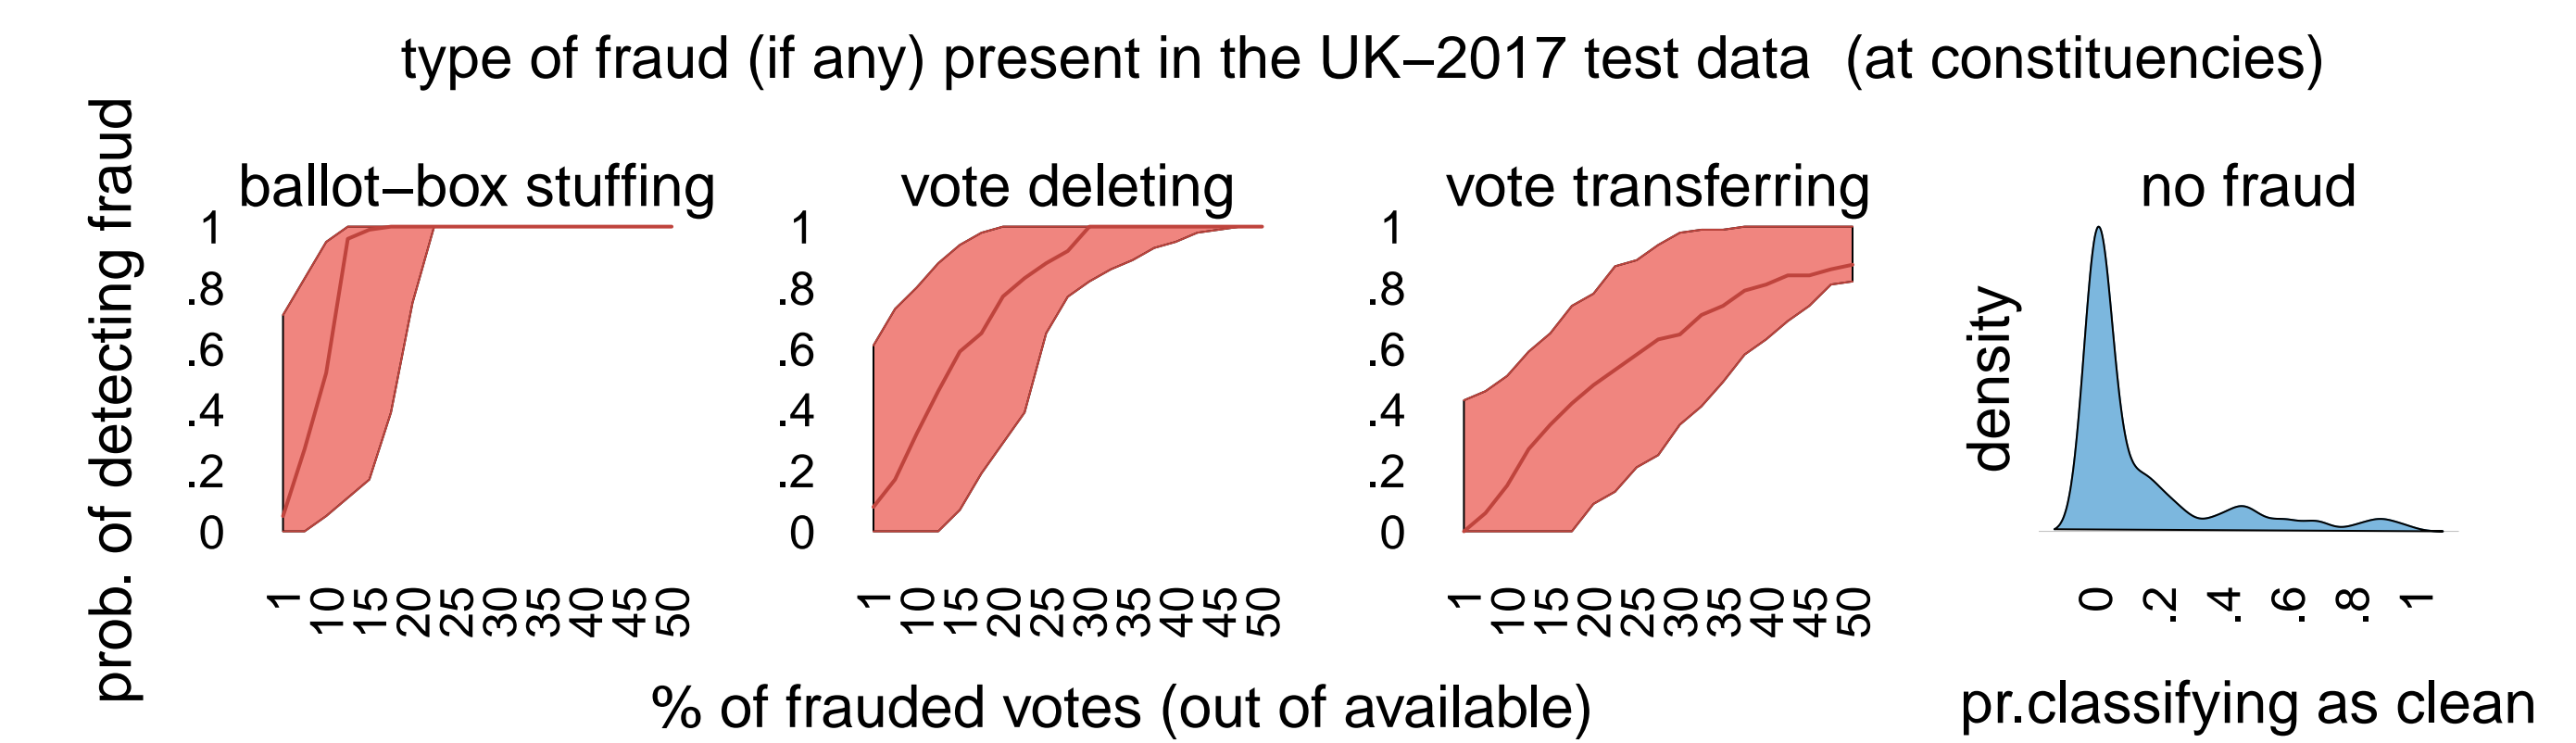 type of fraud (if any) present in the UK–2017 test data (at constituencies)
prob. of detecting fraud
ballot–box stuffing
1
.8
.6
.4
.2
0
1 10 15 20 25 30 35 40 45 50
vote deleting
1
.8
.6
.4
.2
0
1 10 15 20 25 30 35 40 45 50
vote transferring
1
.8
.6
.4
.2
0
1 10 15 20 25 30 35 40 45 50
% of frauded votes (out of available)
no fraud
density
0 .2 .4 .6 .8 1
pr.classifying as clean